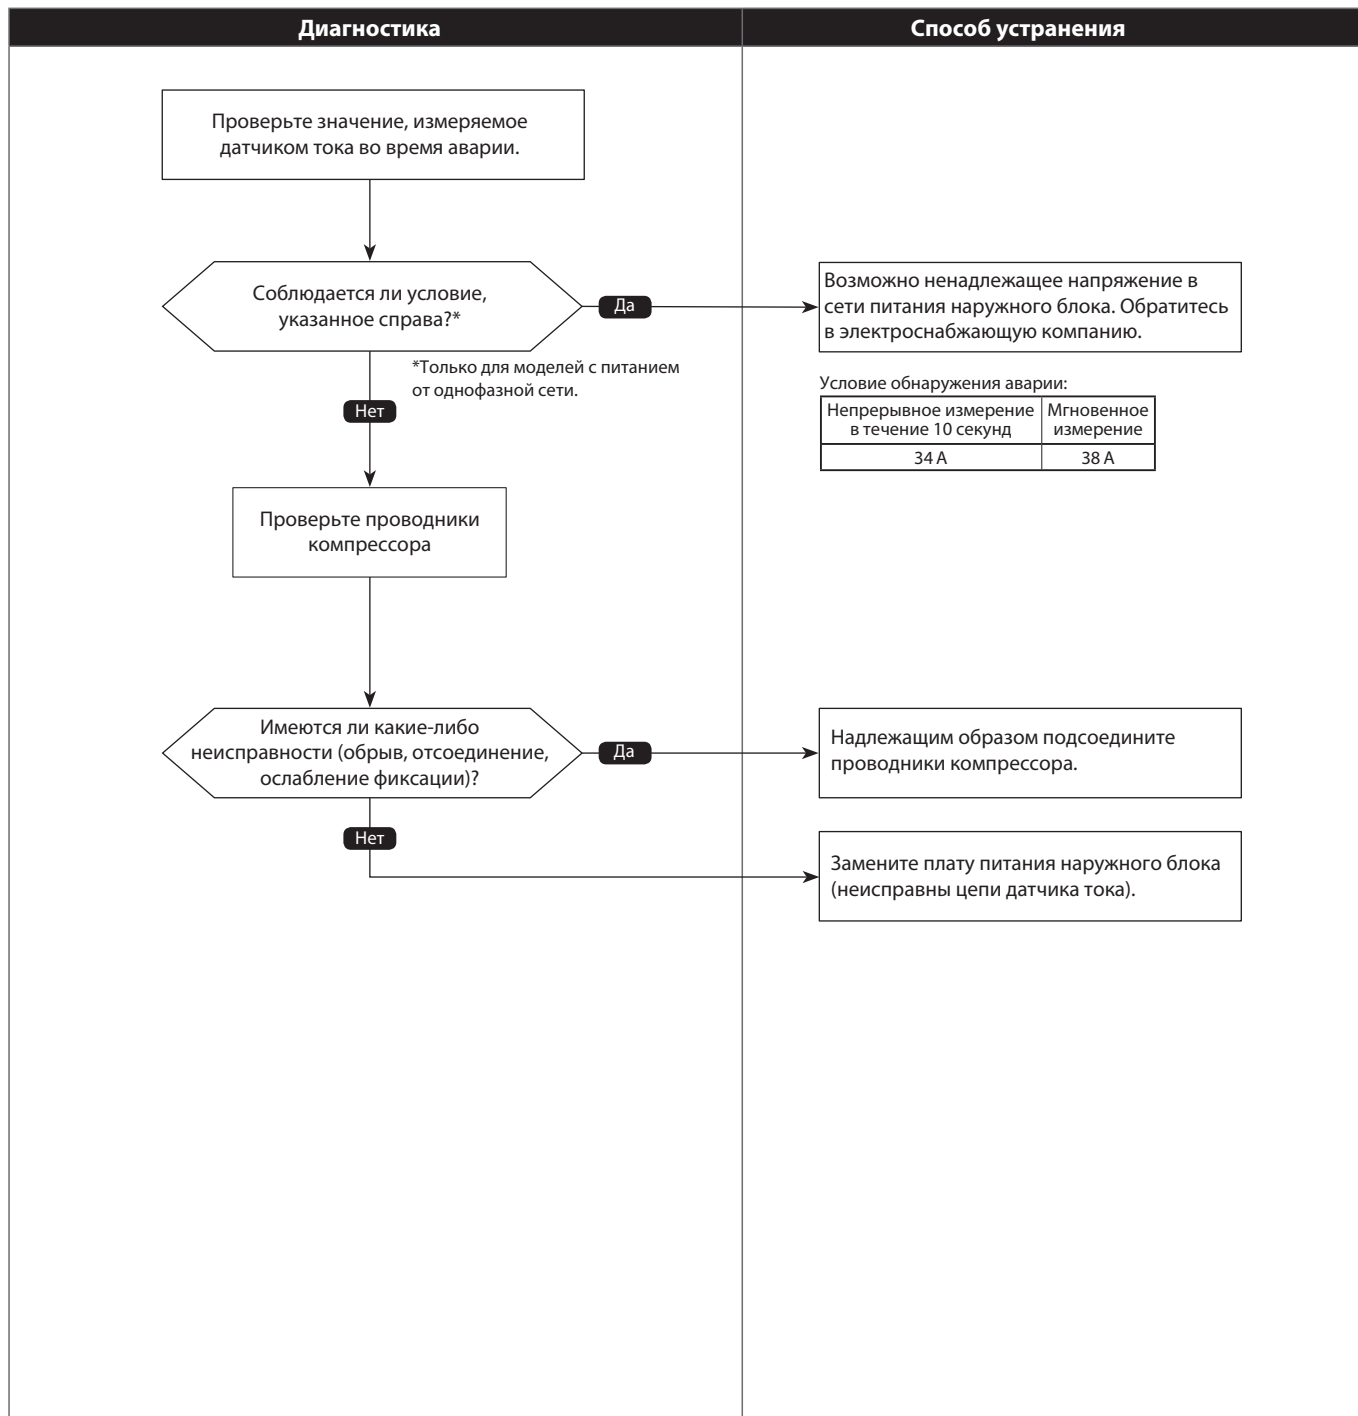 Диагностика
Способ устранения
Проверьте значение, измеряемое
датчиком тока во время аварии.
Соблюдается ли условие,
указанное справа?*
Да
Возможно ненадлежащее напряжение в
сети питания наружного блока. Обратитесь
в электроснабжающую компанию.
*Только для моделей с питанием
от однофазной сети.
Нет
Условие обнаружения аварии:
Непрерывное измерение
в течение 10 секунд
Мгновенное
измерение
34 А
38 А
Проверьте проводники
компрессора
Имеются ли какие-либо
неисправности (обрыв, отсоединение,
ослабление фиксации)?
Да
Надлежащим образом подсоедините
проводники компрессора.
Нет
Замените плату питания наружного блока
(неисправны цепи датчика тока).